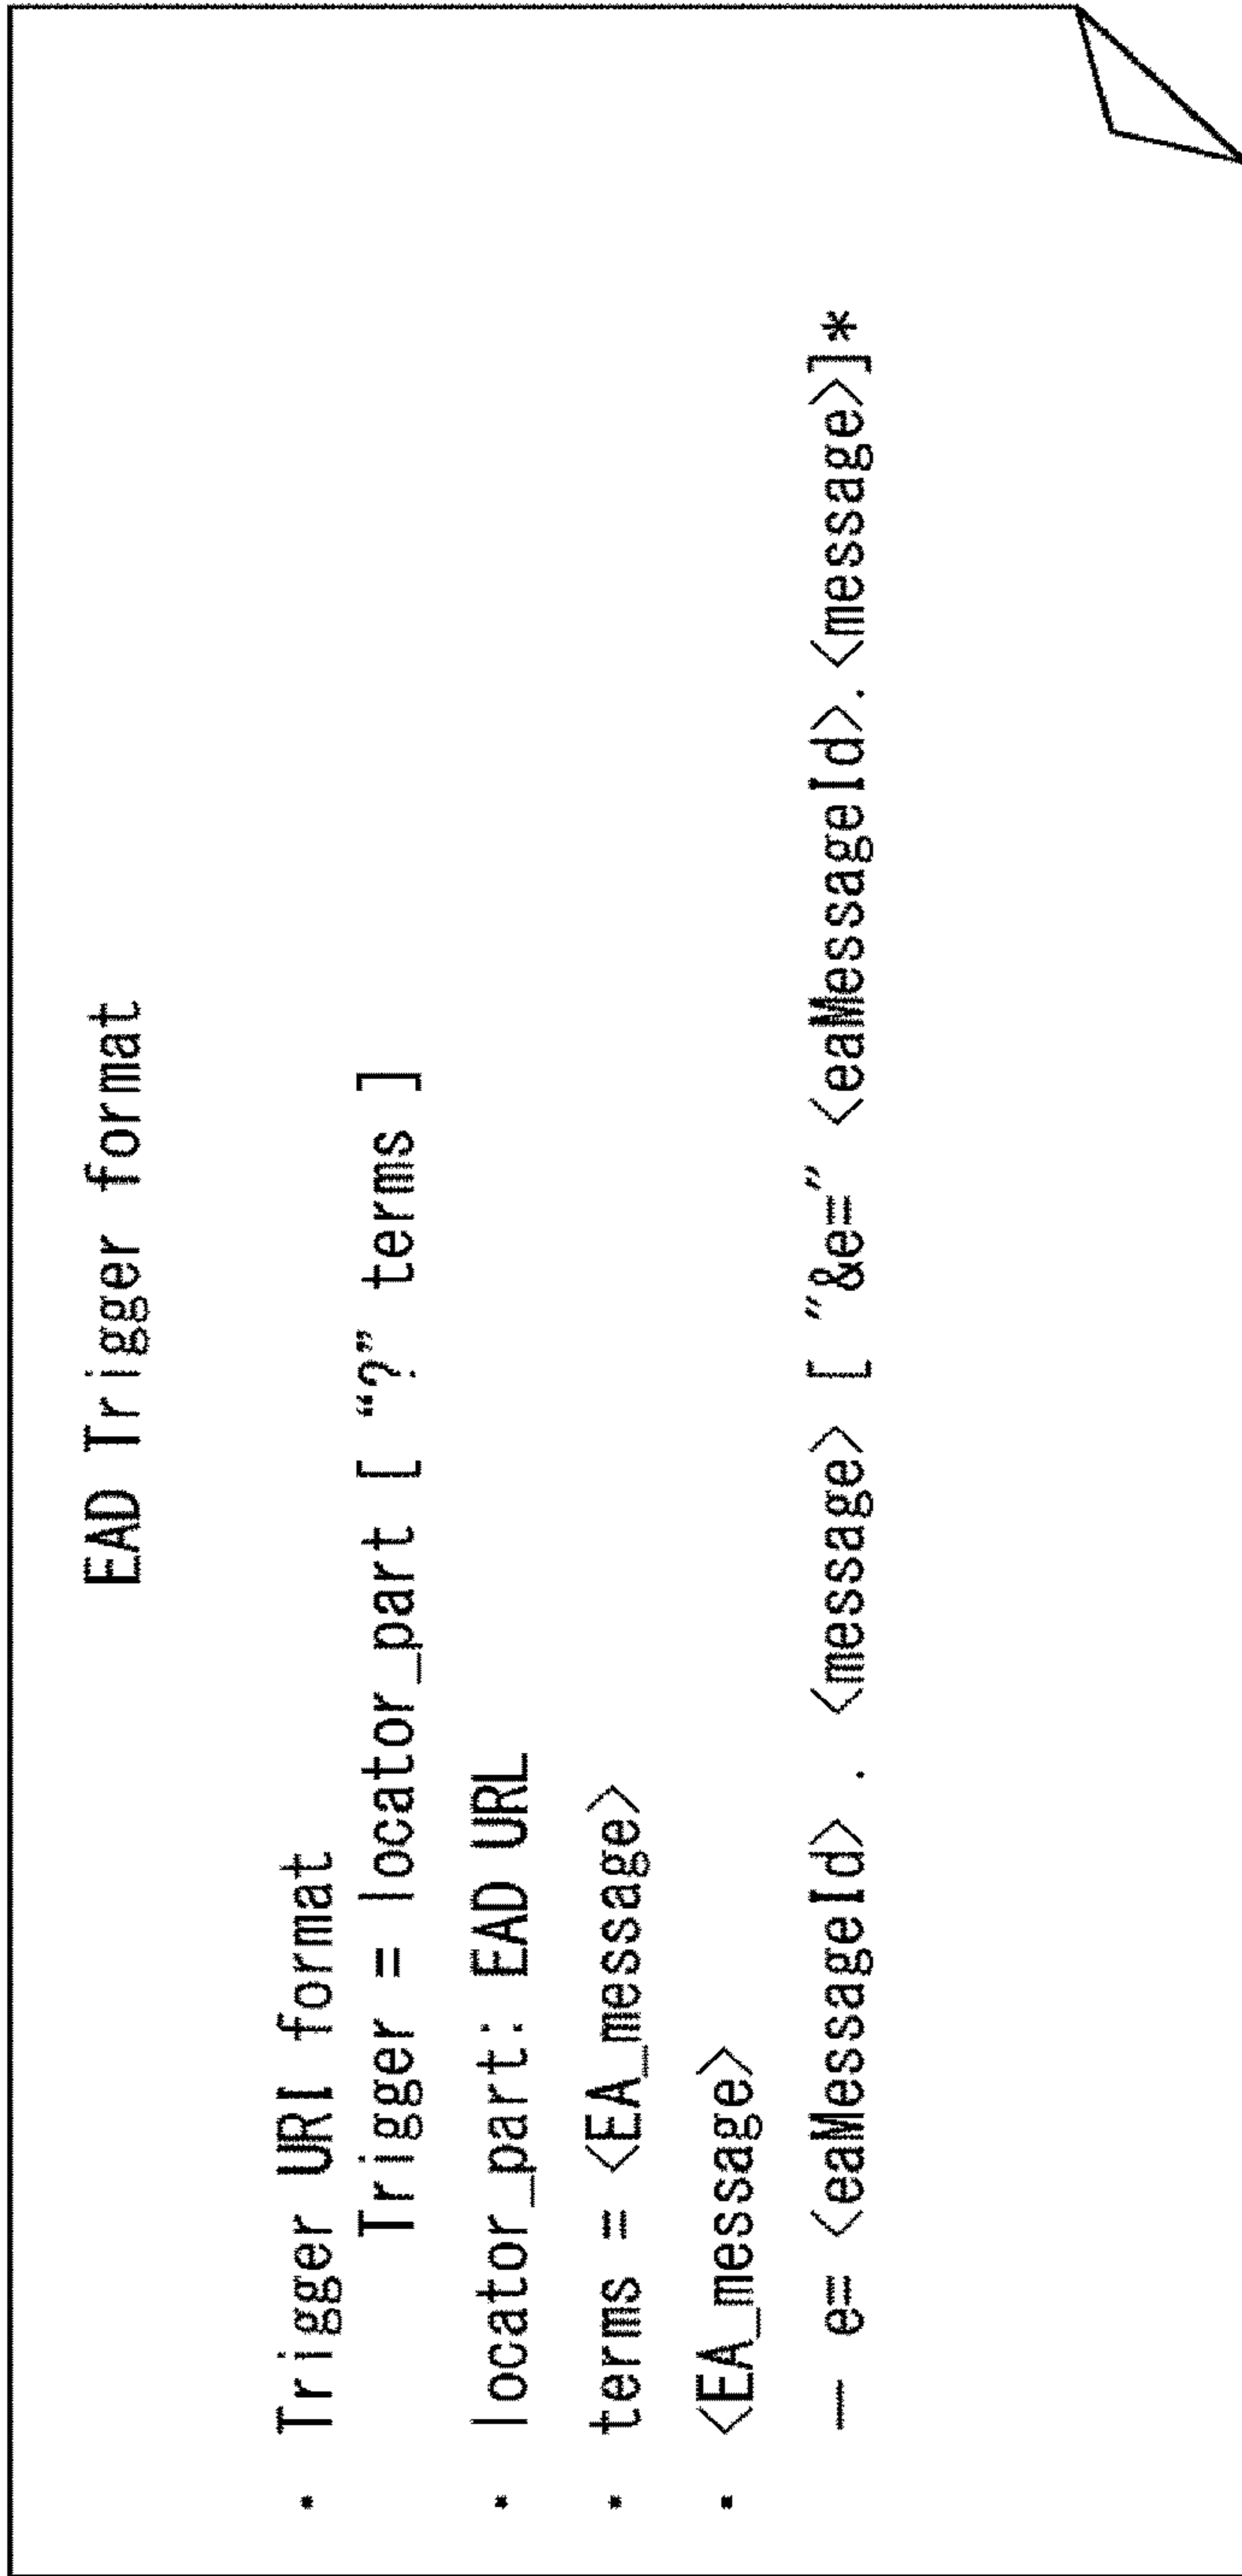 EAD Trigger format
• Trigger URI format
Trigger = locator_part [ “?” terms ]
• locator_part: EAD URL
• terms = <EA_message>
• <EA_message>
— e= <eaMessageId> . <message> [ "&e=" <eaMessageId>. <message>]*